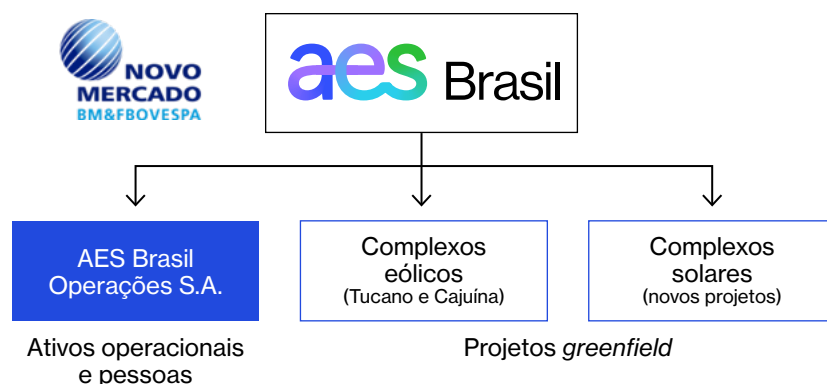 NOVO
MERCADO
BM&FBOVESPA
aes Brasil
AES Brasil
Operações S.A.
Complexos
eólicos
(Tucano e Cajuína)
Complexos
solares
(novos projetos)
Ativos operacionais
e pessoas
Projetos greenfield